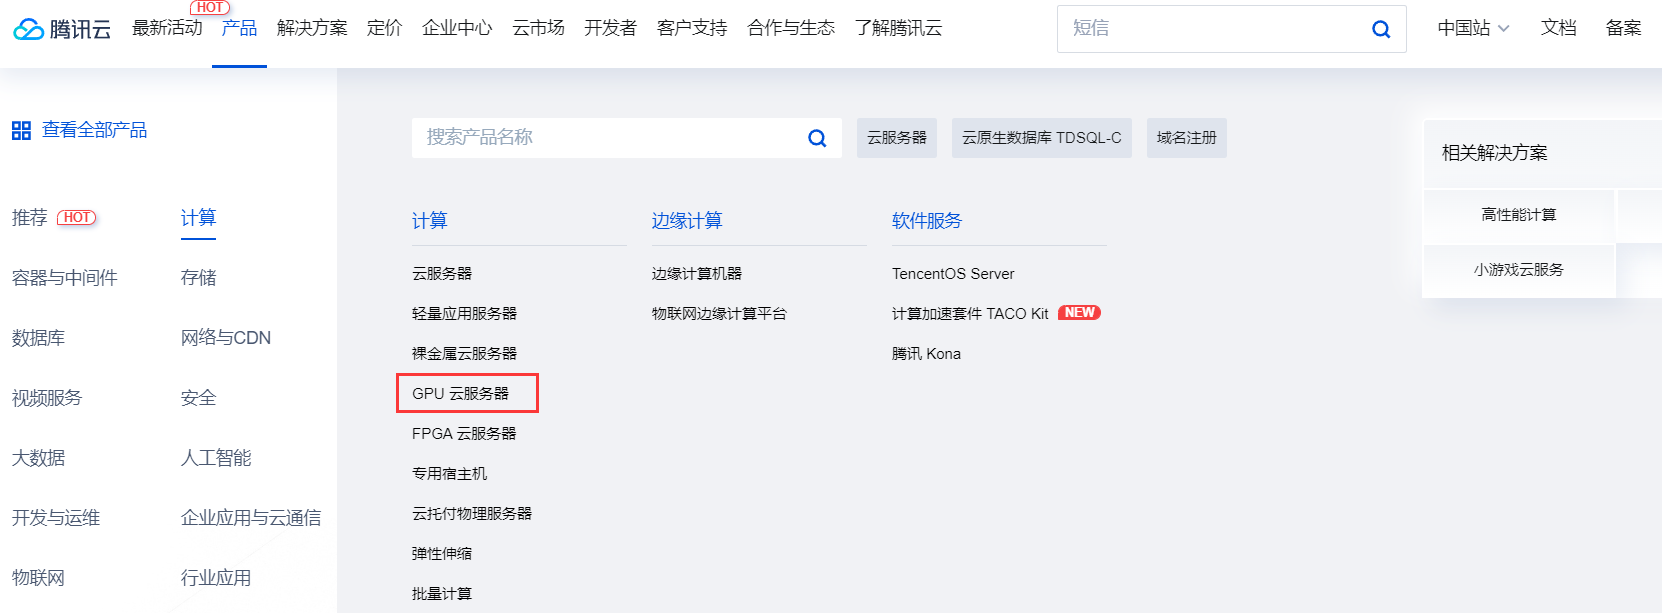 腾讯云
最新活动
HOT
产品
解决方案
定价
企业中心
云市场
开发者
客户支持
合作与生态
了解腾讯云
短信
中国站
文档
备案
查看全部产品
推荐 HOT
计算
容器与中间件
存储
数据库
网络与CDN
视频服务
安全
大数据
人工智能
开发与运维
企业应用与云通信
物联网
行业应用
搜索产品名称
云服务器
云原生数据库 TDSQL-C
域名注册
计算
云服务器
轻量应用服务器
裸金属云服务器
GPU 云服务器
FPGA 云服务器
专用宿主机
云托付物理服务器
弹性伸缩
批量计算
边缘计算
边缘计算机器
物联网边缘计算平台
软件服务
TencentOS Server
计算加速套件 TACO Kit NEW
腾讯 Kona
相关解决方案
高性能计算
小游戏云服务